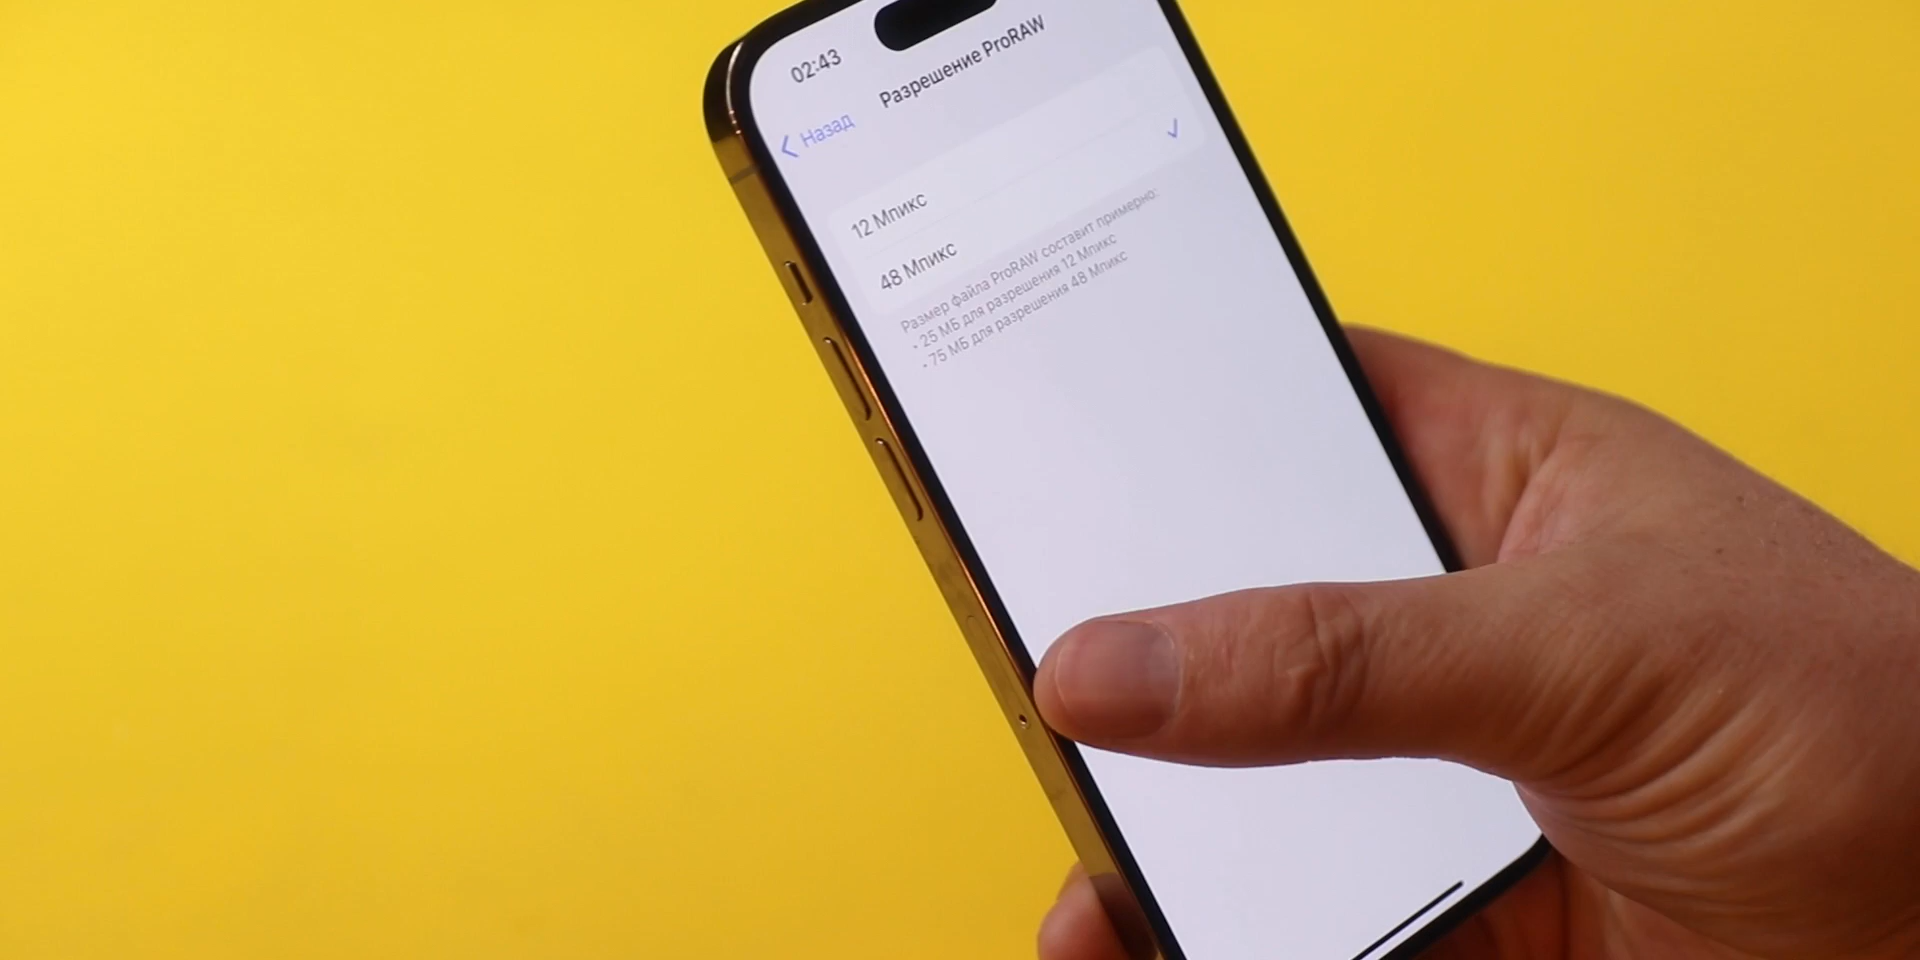 02:43
Разрешение ProRAW
Назад
12 Мпикс
48 Мпикс
Размер файла ProRAW составит примерно:
- 25 МБ для разрешения 12 Мпикс
- 75 МБ для разрешения 48 Мпикс